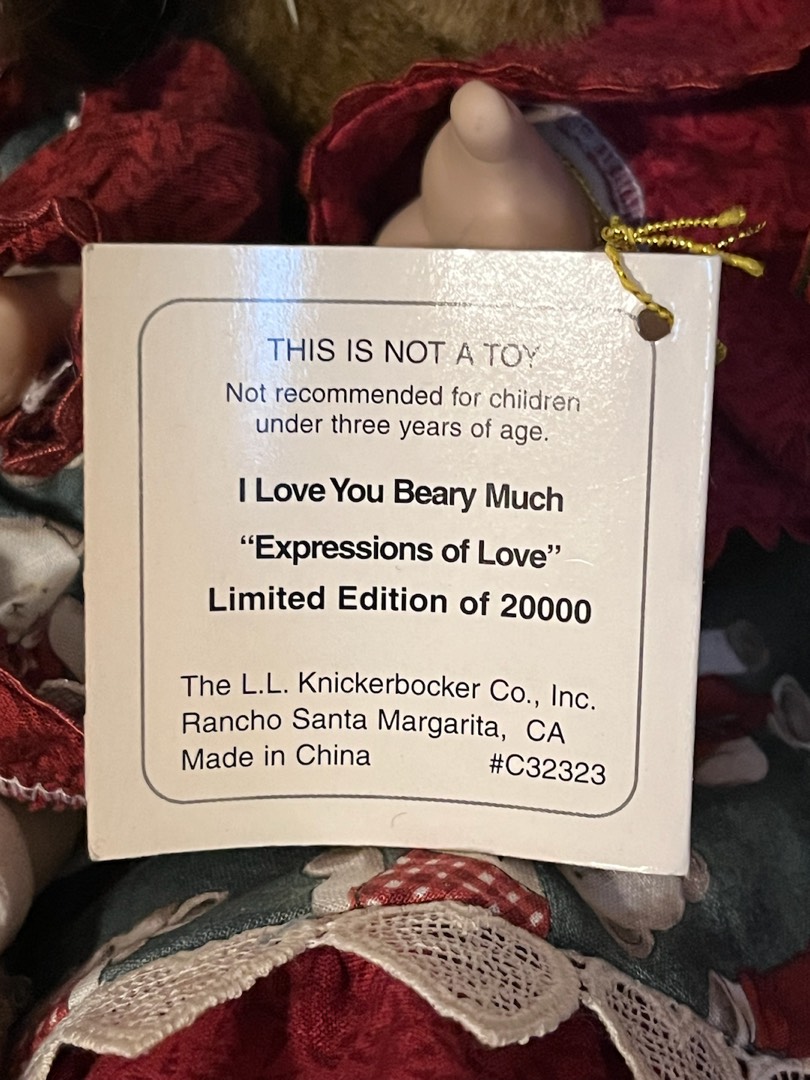 THIS IS NOT A TOY
Not recommended for children
under three years of age.
I Love You Beary Much
“Expressions of Love”
Limited Edition of 20000
The L.L. Knickerbocker Co., Inc.
Rancho Santa Margarita, CA
Made in China #C32323